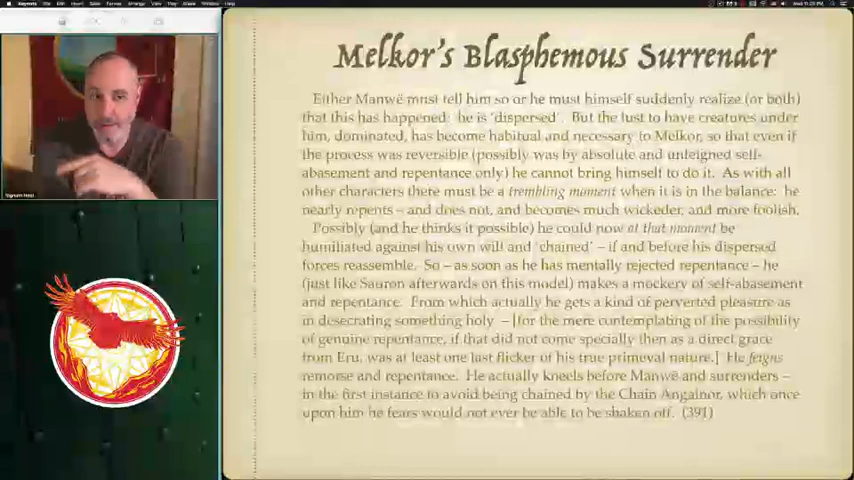 Keynote File Edit Insert Slide Format Arrange View Play Share Window Help
Melkor's Blasphemous Surrender
Either Manwë must tell him so or he must himself suddenly realize (or both)
that this has happened: he is 'dispersed'. But the lust to have creatures under
him, dominated, has become habitual and necessary to Melkor, so that even if
the process was reversible (possibly was by absolute and unfeigned self-
abasement and repentance only) he cannot bring himself to do it. As with all
other characters there must be a trembling moment when it is in the balance: he
nearly repents – and does not, and becomes much wickeder, and more foolish.
Possibly (and he thinks it possible) he could now at that moment be
humiliated against his own will and 'chained' – if and before his dispersed
forces reassemble. So – as soon as he has mentally rejected repentance – he
(just like Sauron afterwards on this model) makes a mockery of self-abasement
and repentance. From which actually he gets a kind of perverted pleasure as
in desecrating something holy – [for the mere contemplating of the possibility
of genuine repentance, if that did not come specially then as a direct grace
from Eru, was at least one last flicker of his true primeval nature.] He feigns
remorse and repentance. He actually kneels before Manwë and surrenders –
in the first instance to avoid being chained by the Chain Angainor, which once
upon him he fears would not ever be able to be shaken off. (391)